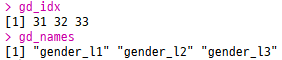 > gd_idx
[1] 31 32 33
> gd_names
[1] "gender_l1" "gender_l2" "gender_l3"